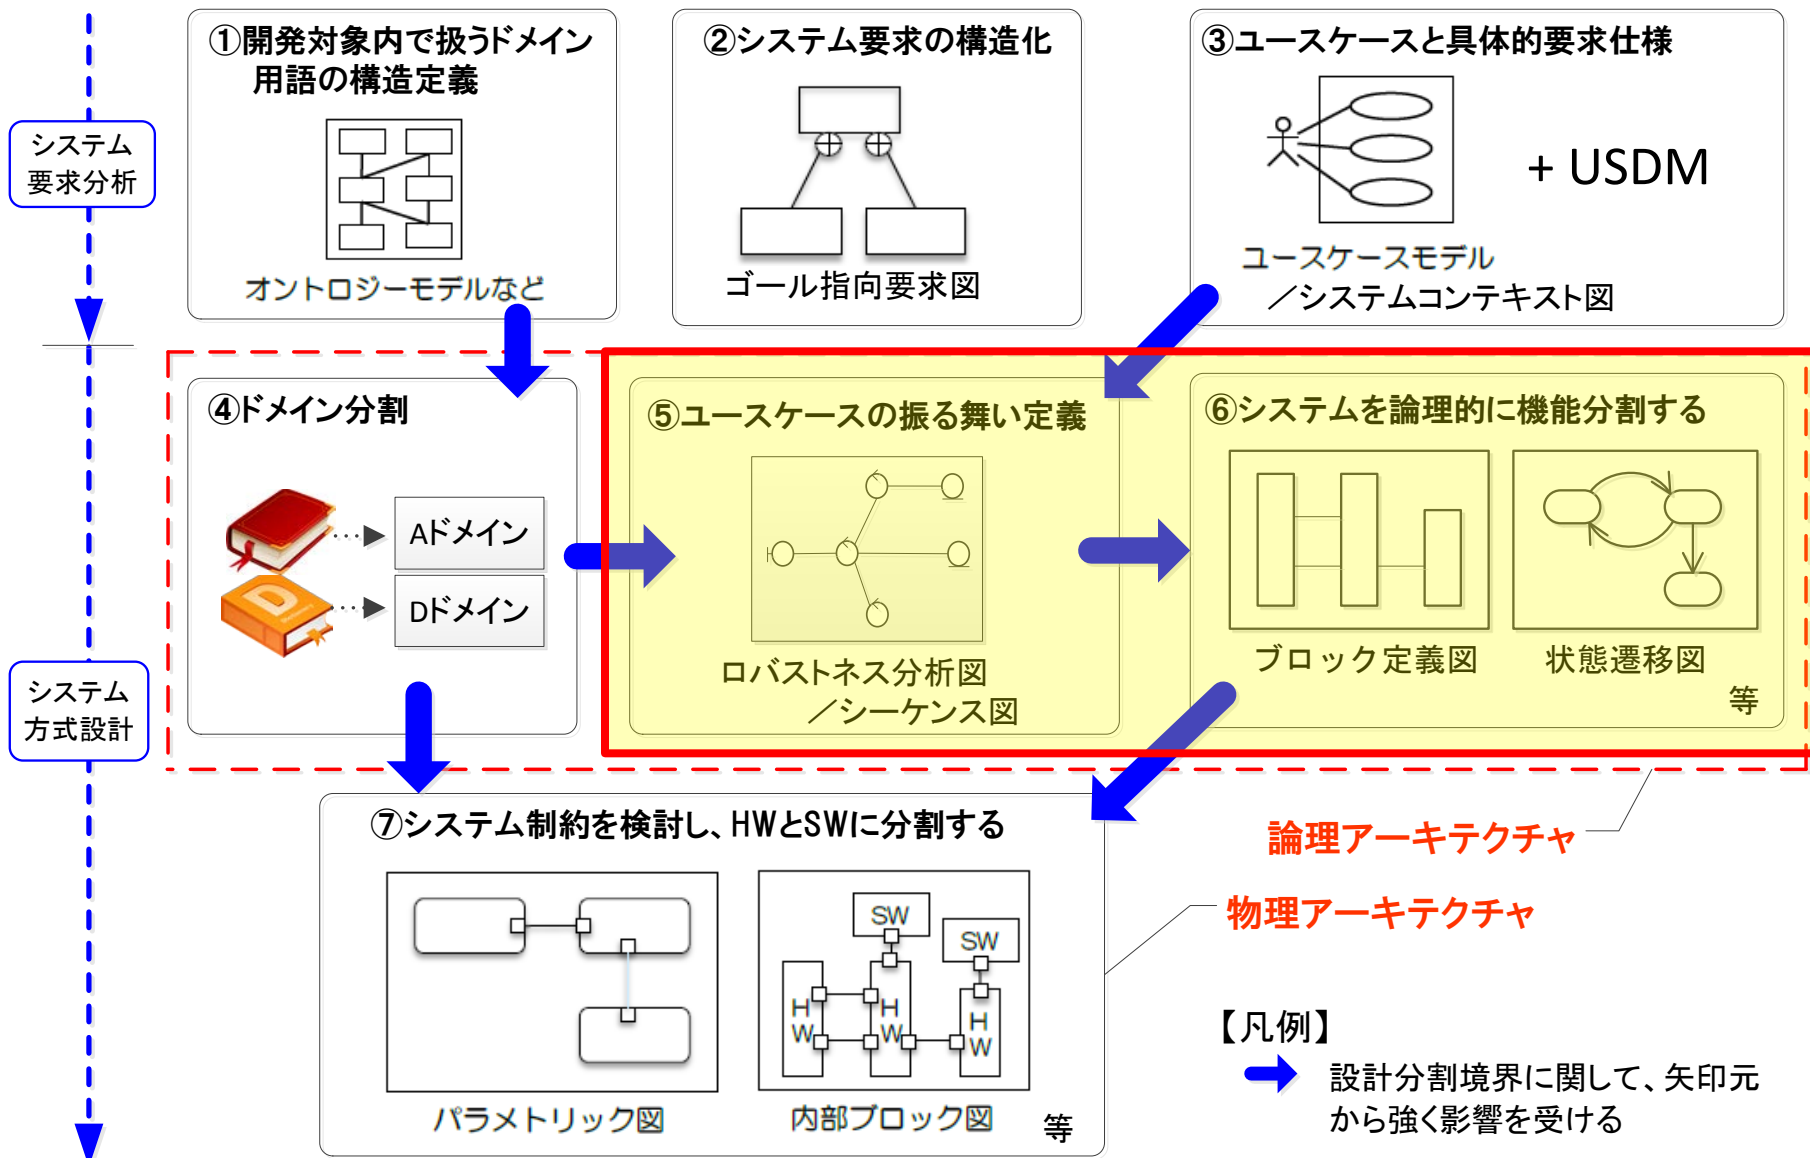 ①開発対象内で扱うドメイン
用語の構造定義
オントロジーモデルなど
②システム要求の構造化
ゴール指向要求図
③ユースケースと具体的要求仕様
+ USDM
ユースケースモデル
／システムコンテキスト図
システム
要求分析
④ドメイン分割
Aドメイン
D
Dドメイン
⑤ユースケースの振る舞い定義
ロバストネス分析図
／シーケンス図
⑥システムを論理的に機能分割する
ブロック定義図
状態遷移図
等
システム
方式設計
⑦システム制約を検討し、HWとSWに分割する
SW
SW
H
W
H
W
H
W
パラメトリック図
内部ブロック図
等
論理アーキテクチャ
物理アーキテクチャ
【凡例】
設計分割境界に関して、矢印元
から強く影響を受ける